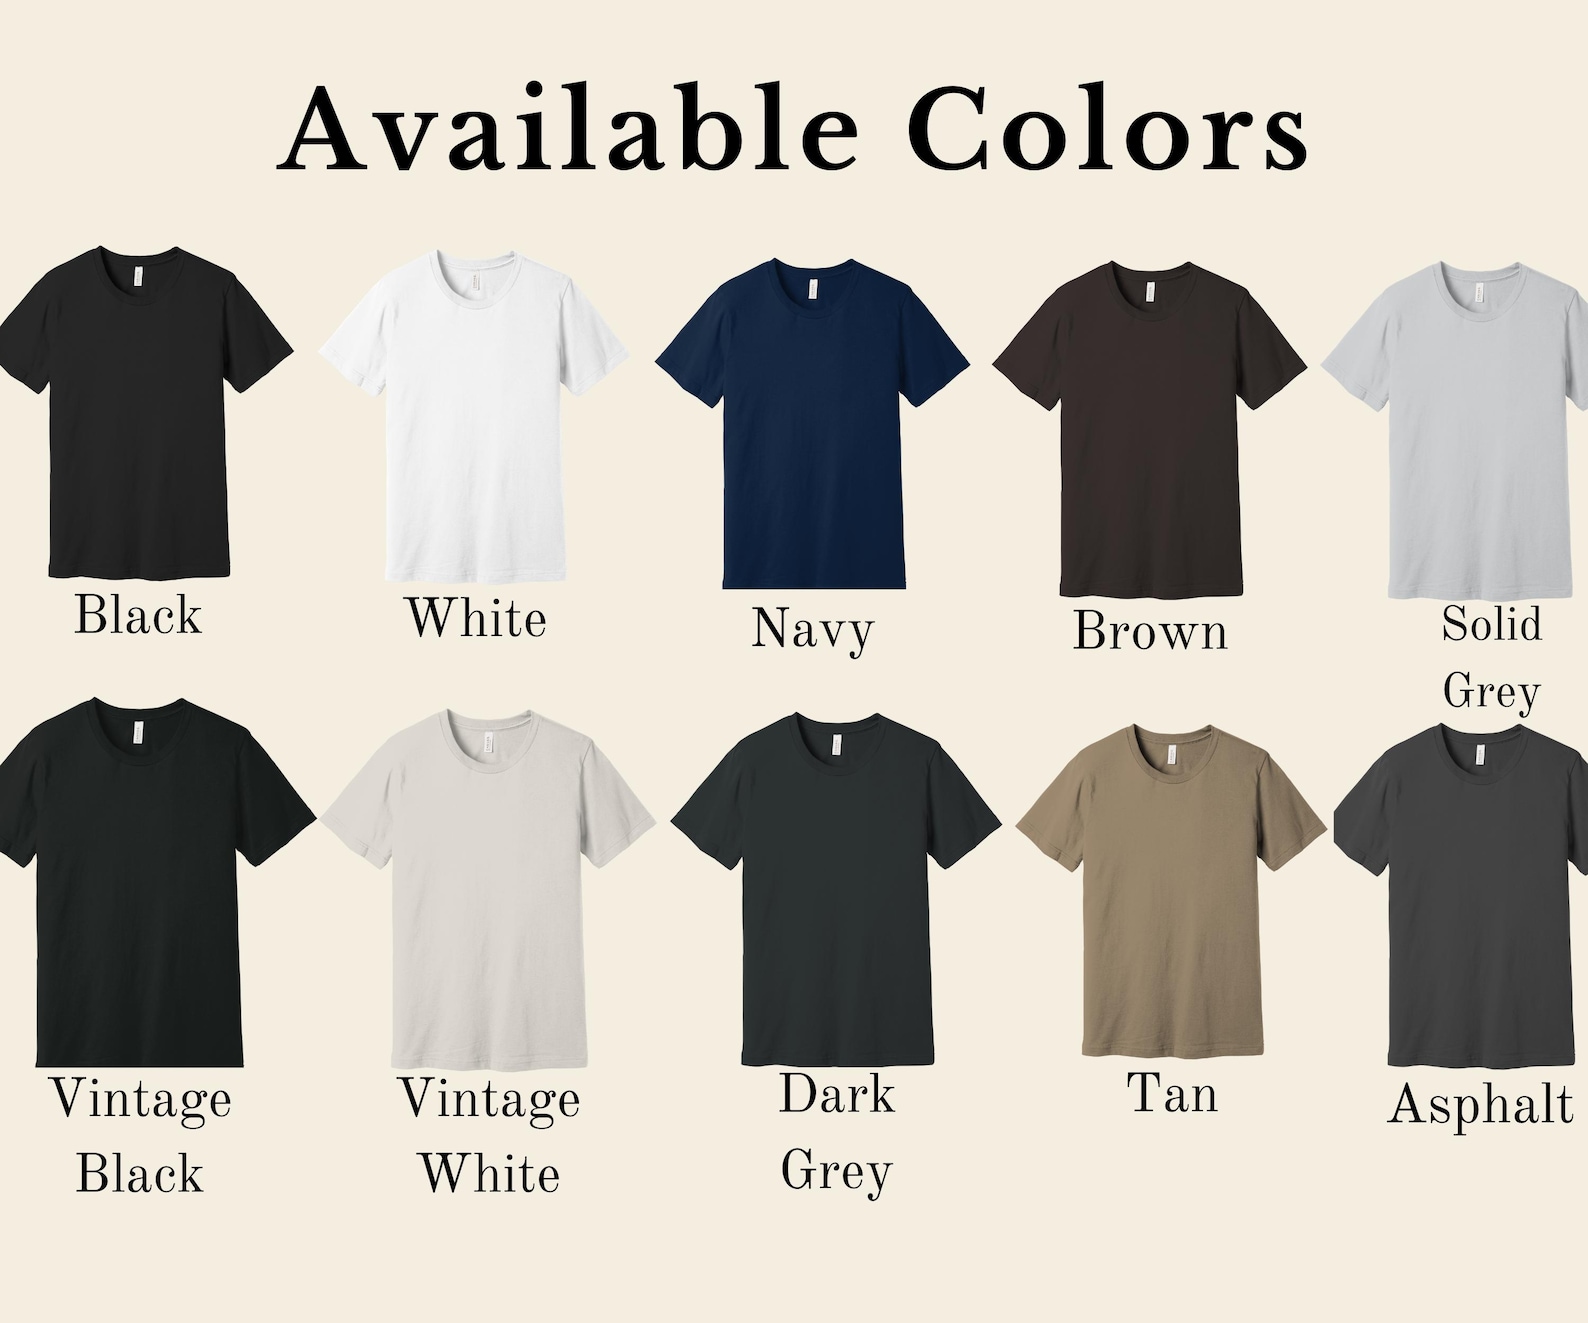 Available Colors
Black
White
Navy
Brown
Solid
Grey
Vintage
Black
Vintage
White
Dark
Grey
Tan
Asphalt